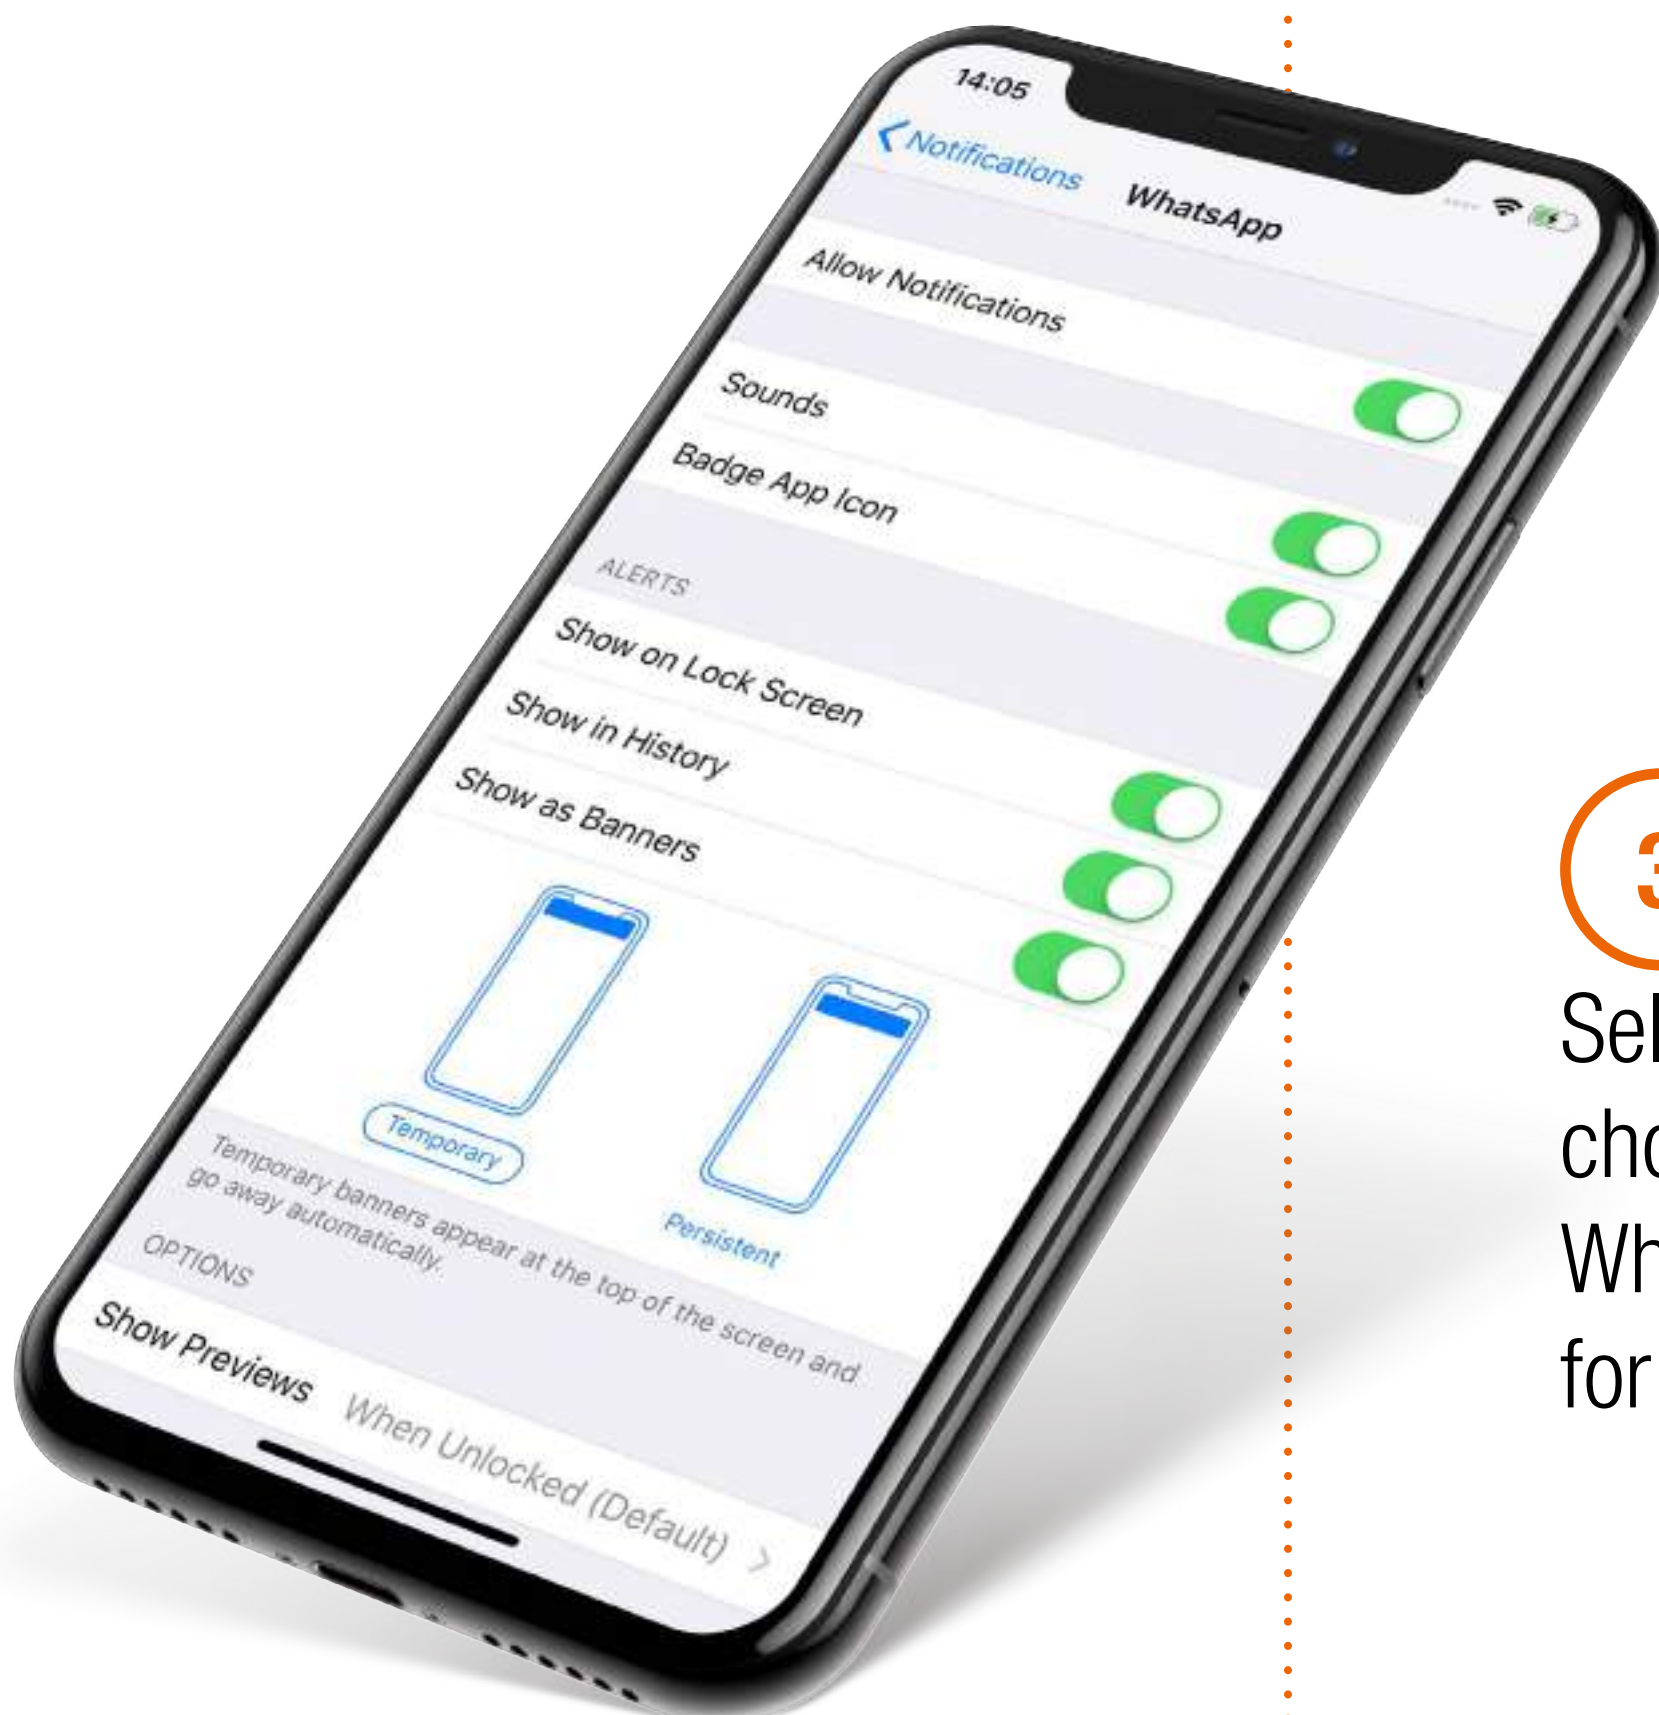 14:05
Notifications
WhatsApp
Allow Notifications
Sounds
Badge App Icon
ALERTS
Show on Lock Screen
Show in History
Show as Banners
Temporary
Persistent
Temporary banners appear at the top of the screen and
go away automatically.
OPTIONS
Show Previews When Unlocked (Default)
for